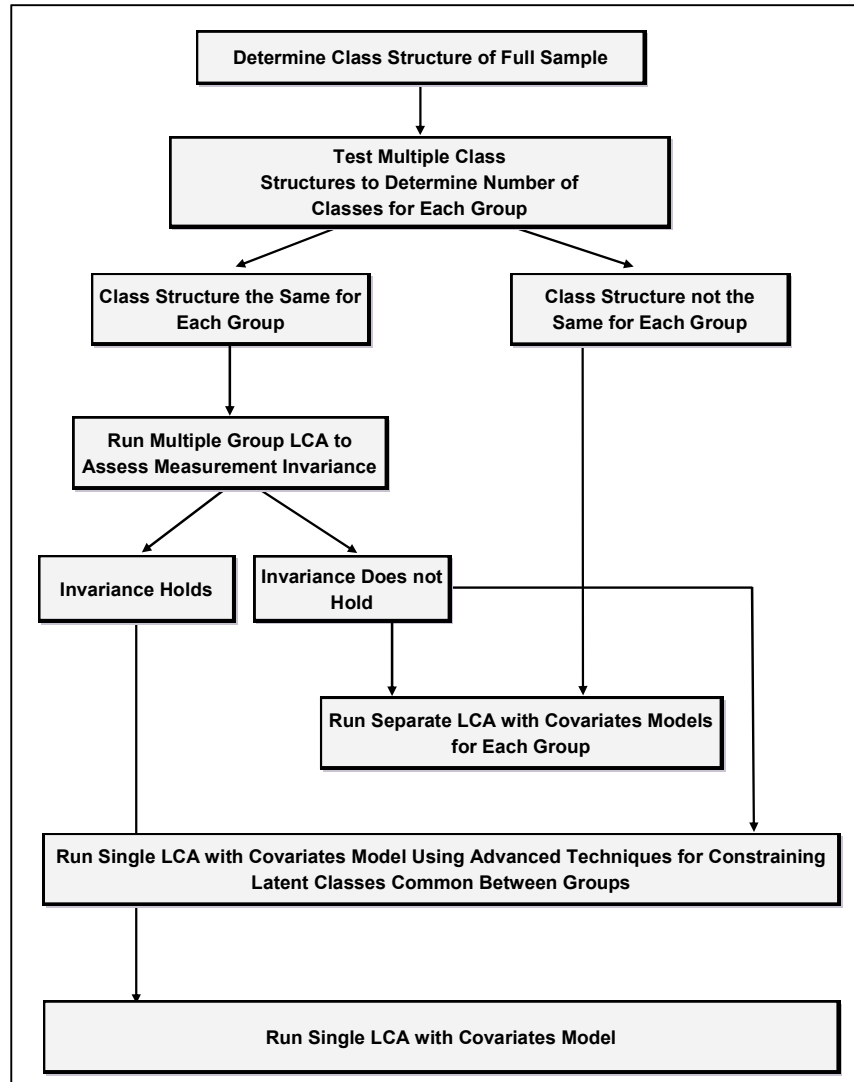 Determine Class Structure of Full Sample
Test Multiple Class
Structures to Determine Number of
Classes for Each Group
Class Structure the Same for
Each Group
Class Structure not the
Same for Each Group
Run Multiple Group LCA to
Assess Measurement Invariance
Invariance Holds
Invariance Does not
Hold
Run Separate LCA with Covariates Models
for Each Group
Run Single LCA with Covariates Model Using Advanced Techniques for Constraining
Latent Classes Common Between Groups
Run Single LCA with Covariates Model